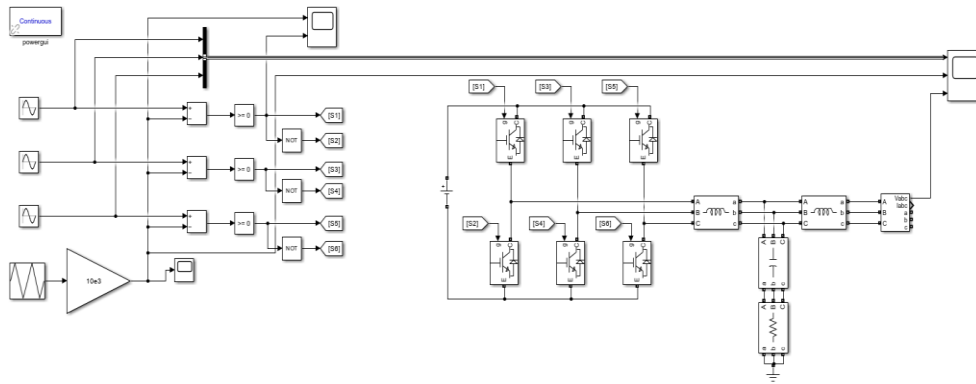 Continuous
powergui
+
−
>= 0
[S1]
NOT
[S2]
+
−
>= 0
[S3]
NOT
[S4]
+
−
>= 0
[S5]
NOT
[S6]
10e3
[S1]
[S3]
[S5]
g C
E
g C
E
g C
E
+
[S2]
[S4]
[S6]
g C
E
g C
E
g C
E
A a
B b
C c
A a
B b
C c
A Vabc
Iabc
B a
b
C c
A B C
a b c
A B C
a b c